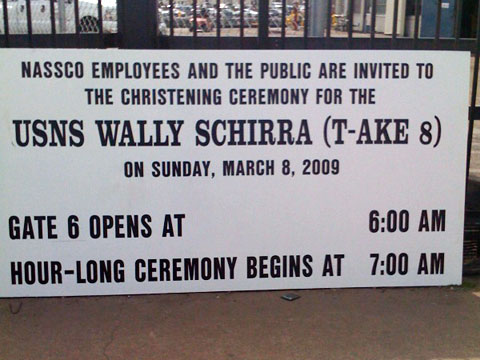 NASSCO EMPLOYEES AND THE PUBLIC ARE INVITED TO
THE CHRISTENING CEREMONY FOR THE
USNS WALLY SCHIRRA (T-AKE 8)
ON SUNDAY, MARCH 8, 2009
GATE 6 OPENS AT 6:00 AM
HOUR-LONG CEREMONY BEGINS AT 7:00 AM